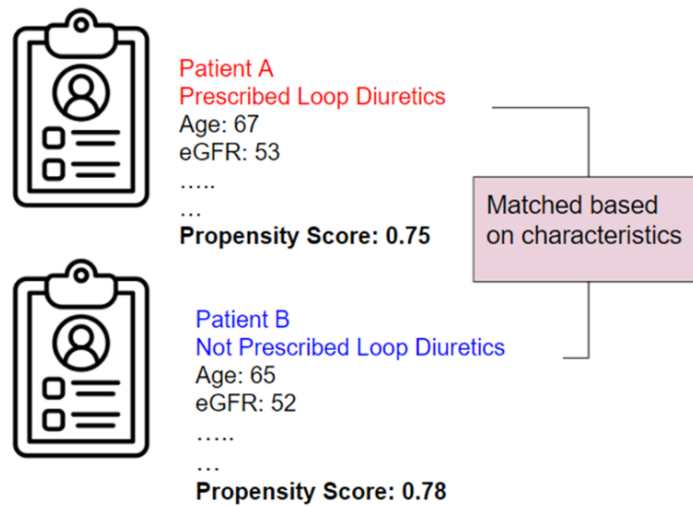 Patient A
Prescribed Loop Diuretics
Age: 67
eGFR: 53
…..
…
Propensity Score: 0.75
Matched based
on characteristics
Patient B
Not Prescribed Loop Diuretics
Age: 65
eGFR: 52
…..
…
Propensity Score: 0.78